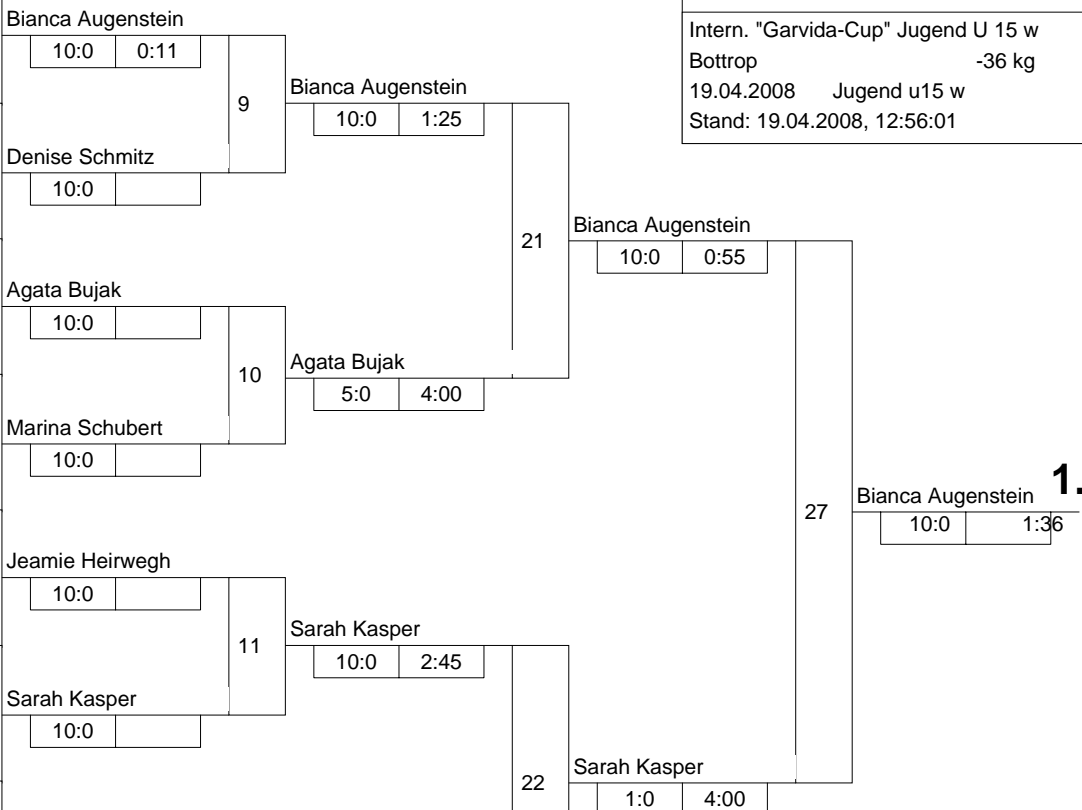 Intern. "Garvida-Cup" Jugend U 15 w
Bottrop -36 kg
19.04.2008 Jugend u15 w
Stand: 19.04.2008, 12:56:01
Bianca Augenstein
10:0 0:11
9
Bianca Augenstein
10:0 1:25
Denise Schmitz
10:0
21
Bianca Augenstein
10:0 0:55
Agata Bujak
10:0
10
Agata Bujak
5:0 4:00
Marina Schubert
10:0
27
Bianca Augenstein 1.
10:0 1:36
Jeamie Heirwegh
10:0
11
Sarah Kasper
10:0 2:45
Sarah Kasper
10:0
22
Sarah Kasper
1:0 4:00